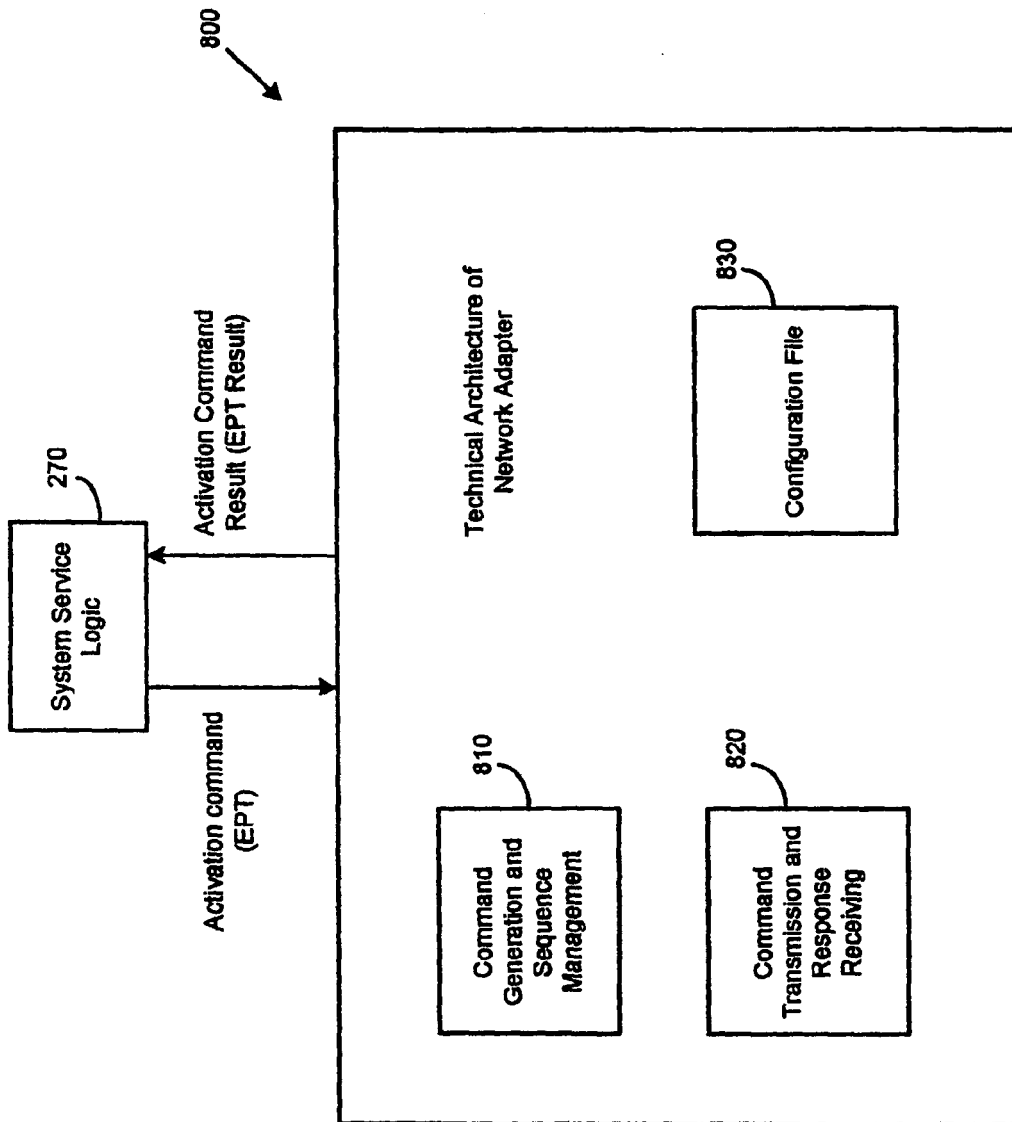 800
270
System Service
Logic
Activation command
(EPT)
Activation Command
Result (EPT Result)
Technical Architecture of
Network Adapter
810
Command
Generation and
Sequence
Management
820
Command
Transmission and
Response
Receiving
830
Configuration File